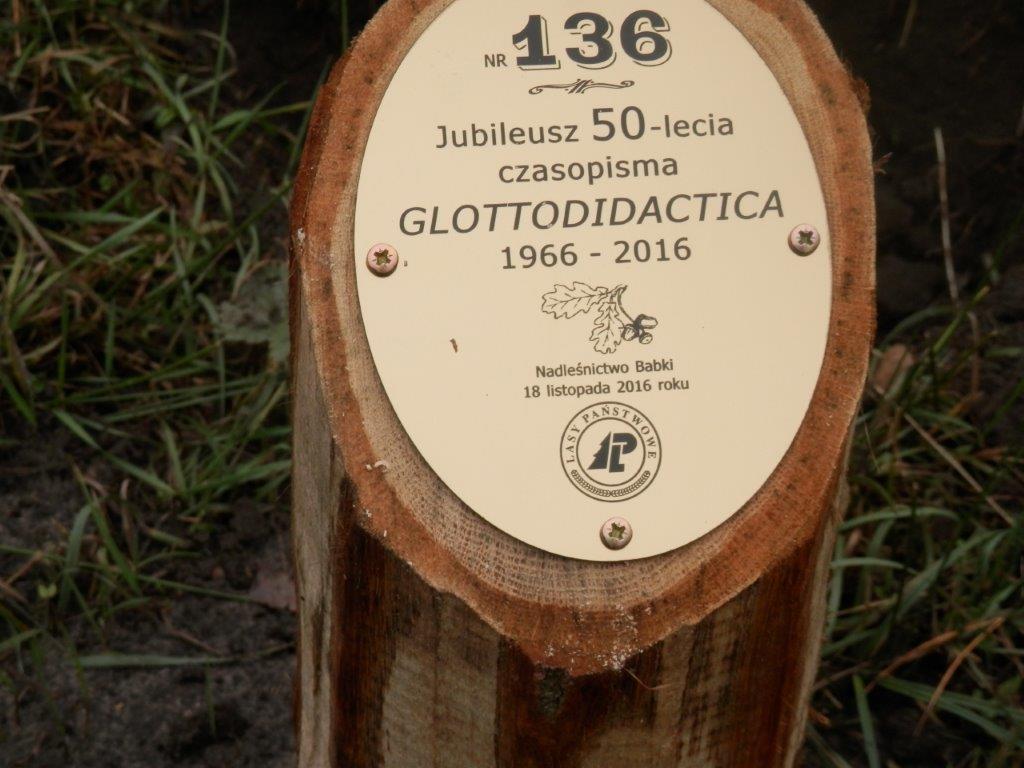 NR 136
Jubileusz 50-lecia
czasopisma
GLOTTODIDACTICA
1966 - 2016
Nadleśnictwo Babki
18 listopada 2016 roku
LASY PAŃSTWOWE
LP